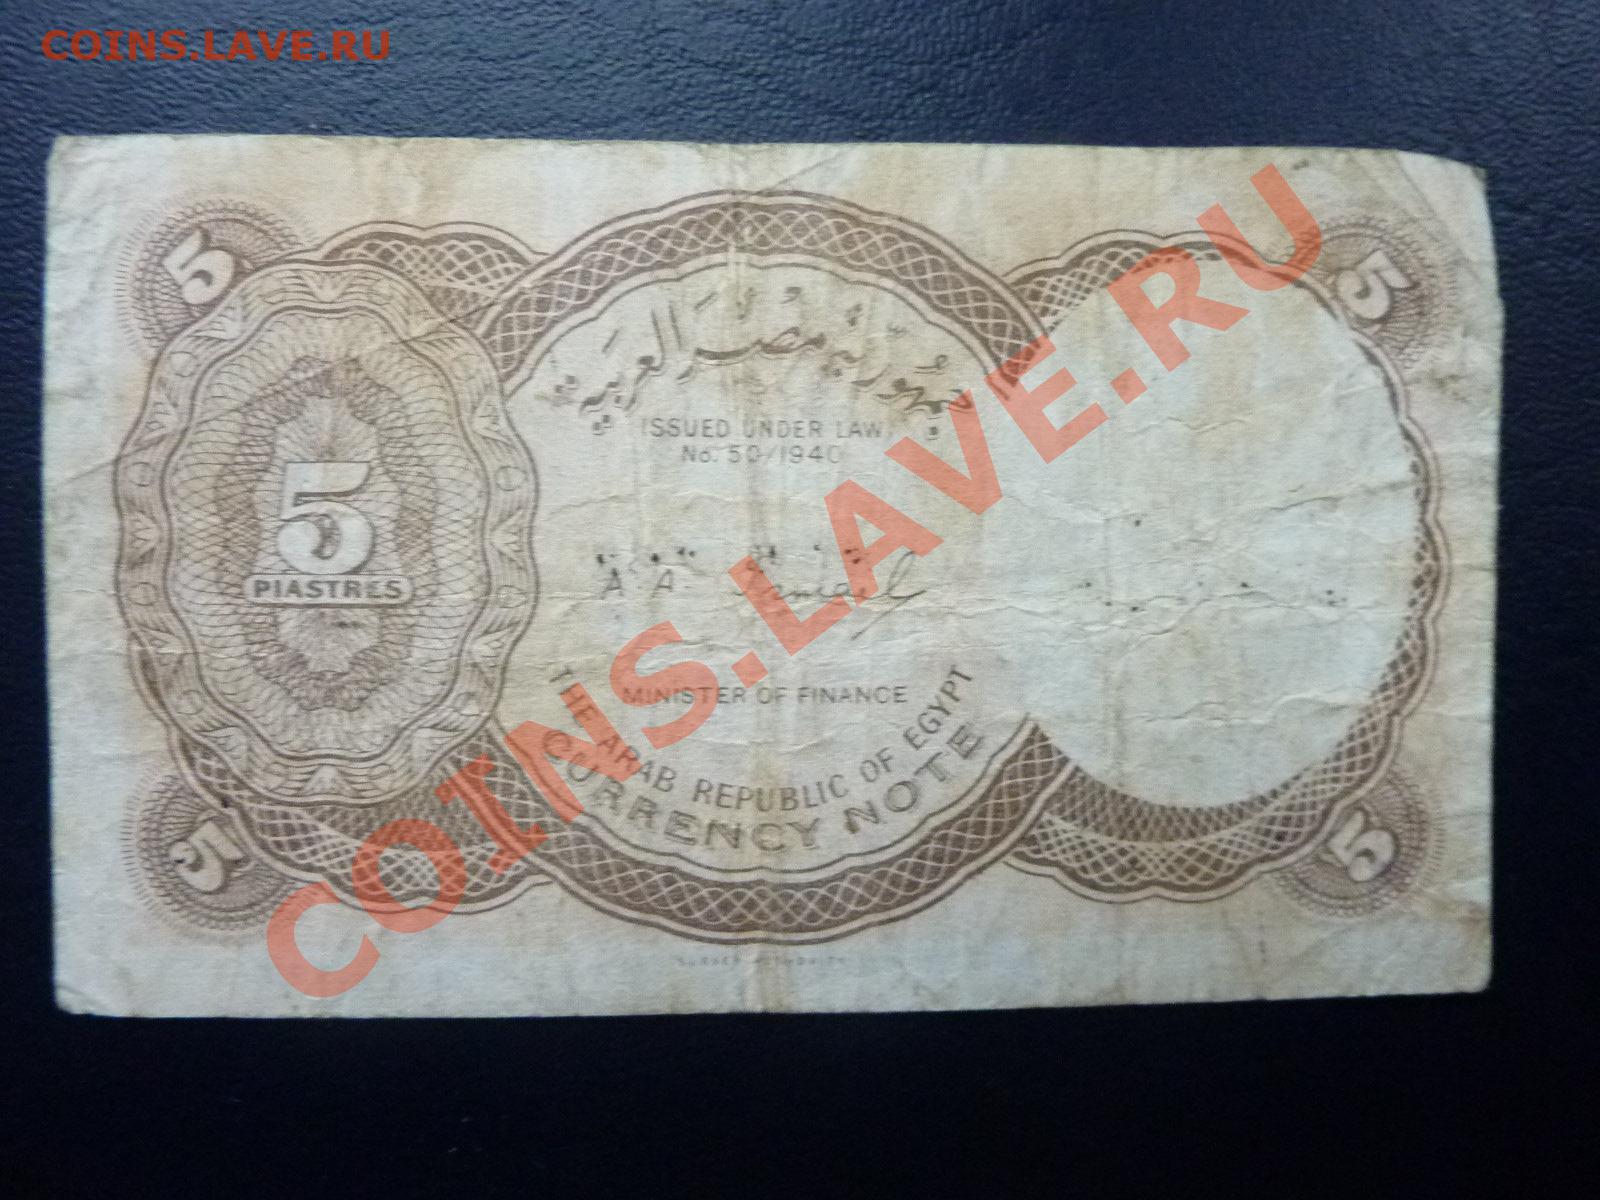 COINS.LAVE.RU
5
5
جمهورية مصر العربية
ISSUED UNDER LAW
No. 50/1940
5
PIASTRES
A. A. Ismail
MINISTER OF FINANCE
THE ARAB REPUBLIC OF EGYPT
CURRENCY NOTE
5
5
COINS.LAVE.RU